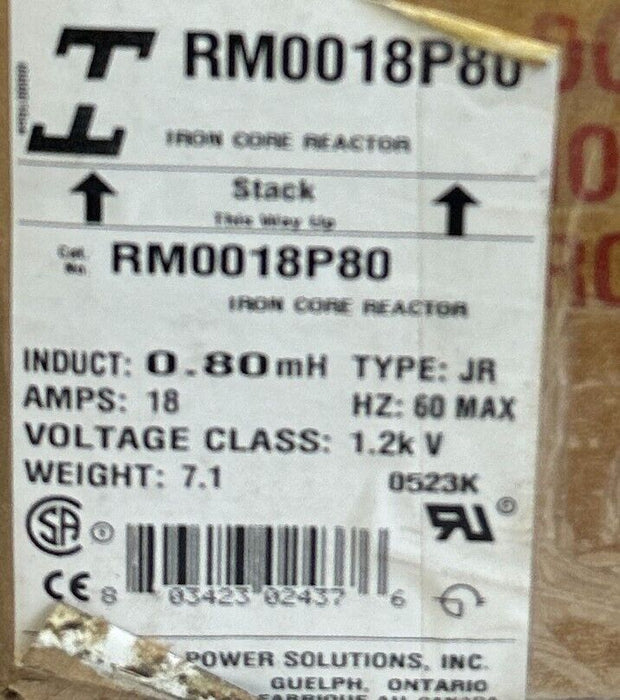 RM0018P80
IRON CORE REACTOR
Stack
This Way Up
Cat. No. RM0018P80
IRON CORE REACTOR
INDUCT: 0.80mH TYPE: JR
AMPS: 18 HZ: 60 MAX
VOLTAGE CLASS: 1.2k V
WEIGHT: 7.1 0523K
SA
CE 8 03423 02437 6
POWER SOLUTIONS, INC.
GUELPH, ONTARIO